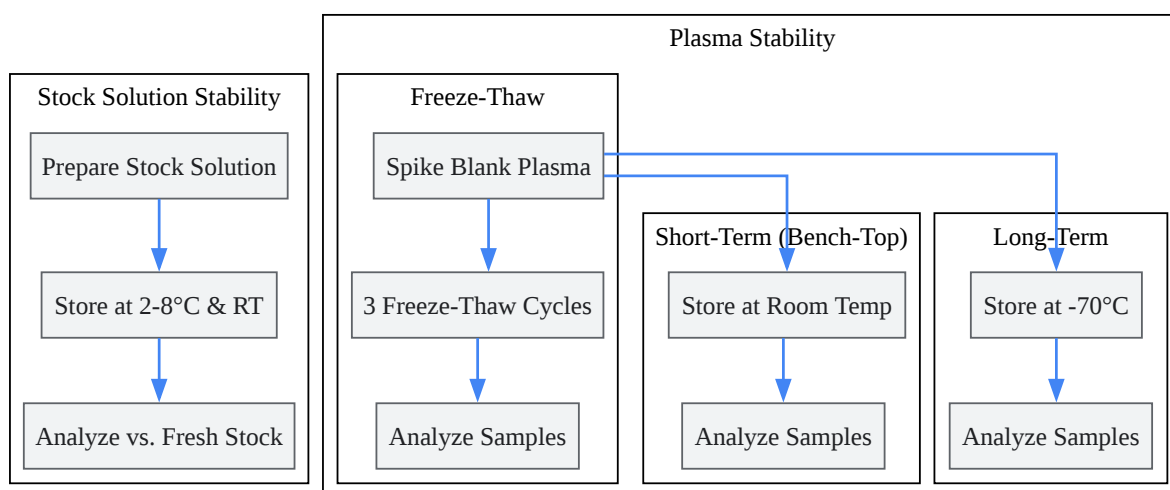 Plasma Stability
Stock Solution Stability
Prepare Stock Solution
Store at 2-8°C & RT
Analyze vs. Fresh Stock
Freeze-Thaw
Spike Blank Plasma
3 Freeze-Thaw Cycles
Analyze Samples
Short-Term (Bench-Top)
Store at Room Temp
Analyze Samples
Long-Term
Store at -70°C
Analyze Samples